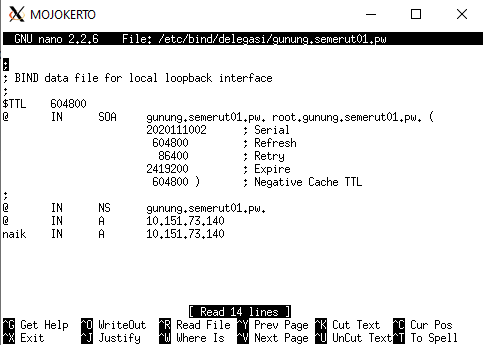 MOJOKERTO
GNU nano 2.2.6    File: /etc/bind/delegasi/gunung.semerut01.pw
;
; BIND data file for local loopback interface
;
$TTL    604800
@       IN      SOA     gunung.semerut01.pw. root.gunung.semerut01.pw. (
                        2020111002      ; Serial
                         604800         ; Refresh
                          86400         ; Retry
                        2419200         ; Expire
                         604800 )       ; Negative Cache TTL
;
@       IN      NS      gunung.semerut01.pw.
@       IN      A       10.151.73.140
naik    IN      A       10.151.73.140
[ Read 14 lines ]
^G Get Help  ^O WriteOut  ^R Read File ^Y Prev Page ^K Cut Text  ^C Cur Pos
^X Exit      ^J Justify   ^W Where Is  ^V Next Page ^U UnCut Text^T To Spell